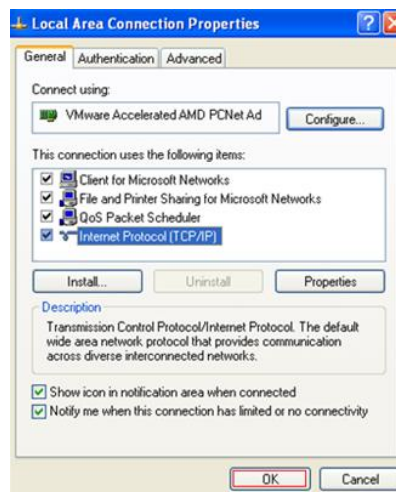 Local Area Connection Properties
General Authentication Advanced
Connect using:
VMware Accelerated AMD PCNet Ad Configure...
This connection uses the following items:
Client for Microsoft Networks
File and Printer Sharing for Microsoft Networks
QoS Packet Scheduler
Internet Protocol (TCP/IP)
Install... Uninstall Properties
Description
Transmission Control Protocol/Internet Protocol. The default
wide area network protocol that provides communication
across diverse interconnected networks.
Show icon in notification area when connected
Notify me when this connection has limited or no connectivity
OK Cancel